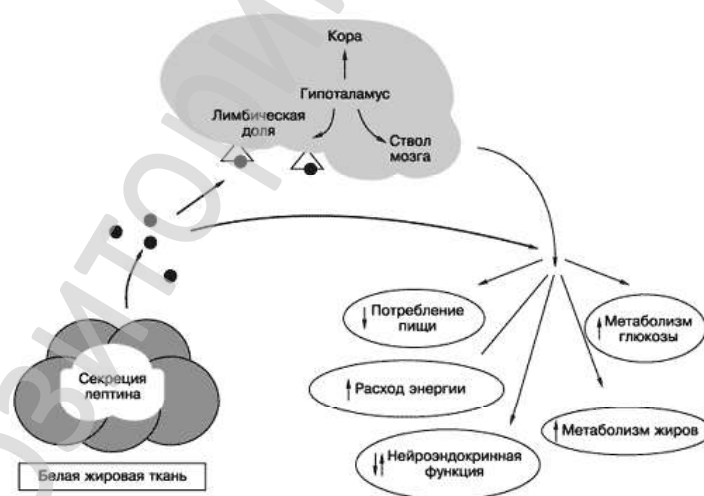 Кора
Гипоталамус
Лимбическая
доля
Ствол
мозга
Потребление
пищи
Метаболизм
глюкозы
Секреция
лептина
Расход энергии
Метаболизм жиров
Нейроэндокринная
функция
Белая жировая ткань